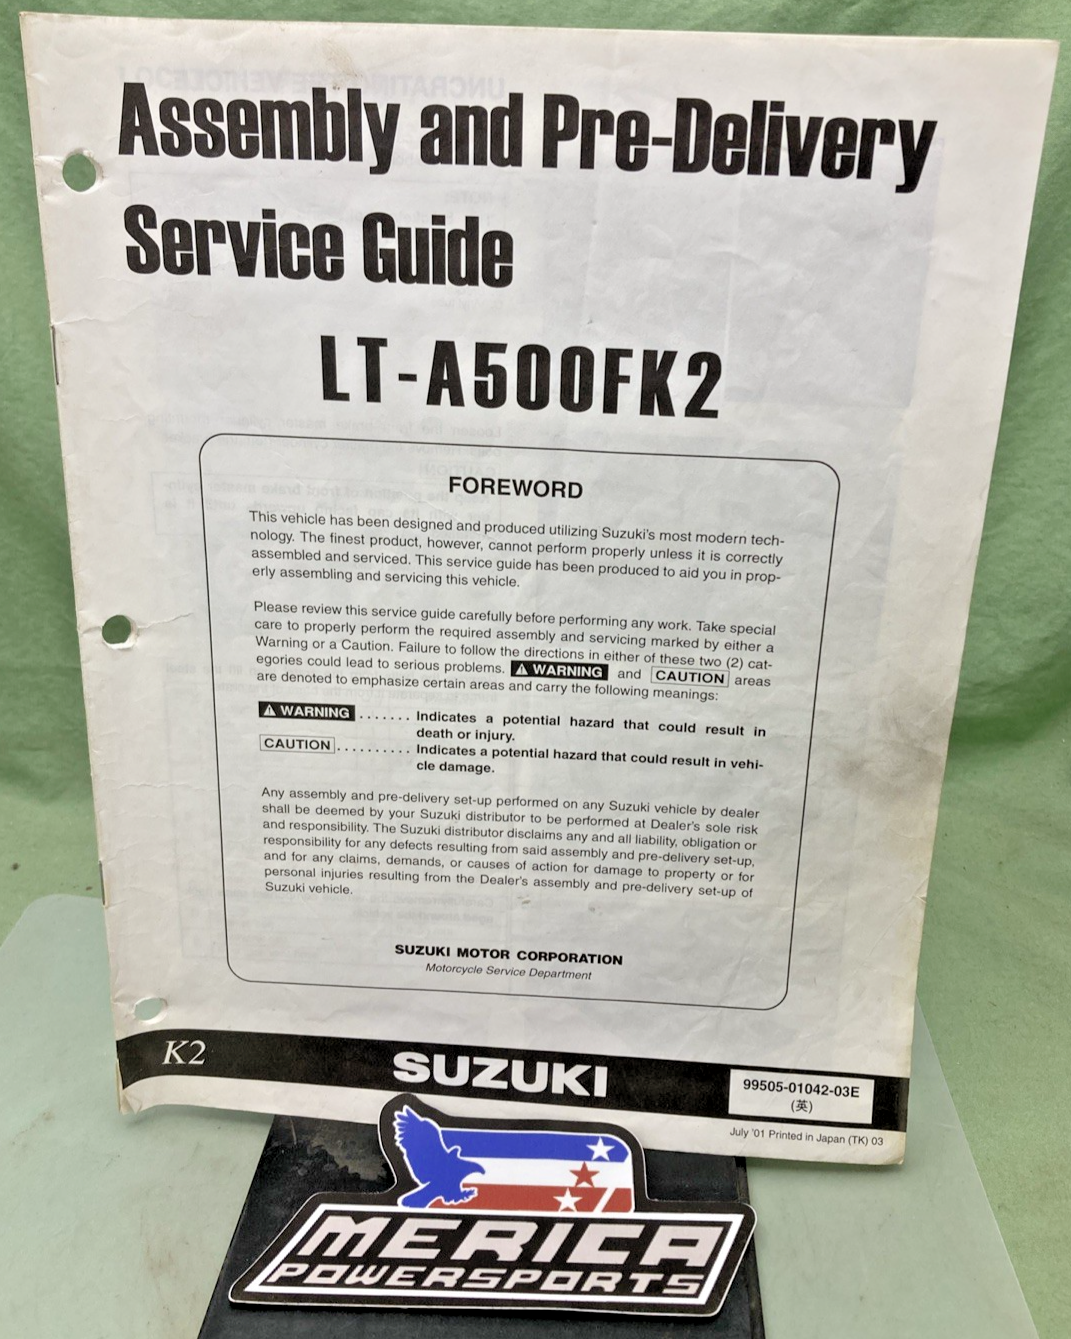 Assembly and Pre-Delivery
Service Guide
LT-A500FK2
FOREWORD
This vehicle has been designed and produced utilizing Suzuki's most modern tech-
nology. The finest product, however, cannot perform properly unless it is correctly
assembled and serviced. This service guide has been produced to aid you in prop-
erly assembling and servicing this vehicle.
Please review this service guide carefully before performing any work. Take special
care to properly perform the required assembly and servicing marked by either a
Warning or a Caution. Failure to follow the directions in either of these two (2) cat-
egories could lead to serious problems. ⚠ WARNING and CAUTION areas
are denoted to emphasize certain areas and carry the following meanings:
⚠ WARNING ....... Indicates a potential hazard that could result in
death or injury.
CAUTION .......... Indicates a potential hazard that could result in vehi-
cle damage.
Any assembly and pre-delivery set-up performed on any Suzuki vehicle by dealer
shall be deemed by your Suzuki distributor to be performed at Dealer's sole risk
and responsibility. The Suzuki distributor disclaims any and all liability, obligation or
responsibility for any defects resulting from said assembly and pre-delivery set-up,
and for any claims, demands, or causes of action for damage to property or for
personal injuries resulting from the Dealer's assembly and pre-delivery set-up of
Suzuki vehicle.
SUZUKI MOTOR CORPORATION
Motorcycle Service Department
K2
SUZUKI
99505-01042-03E
(英)
July '01 Printed in Japan (TK) 03
MERICA
POWERSPORTS